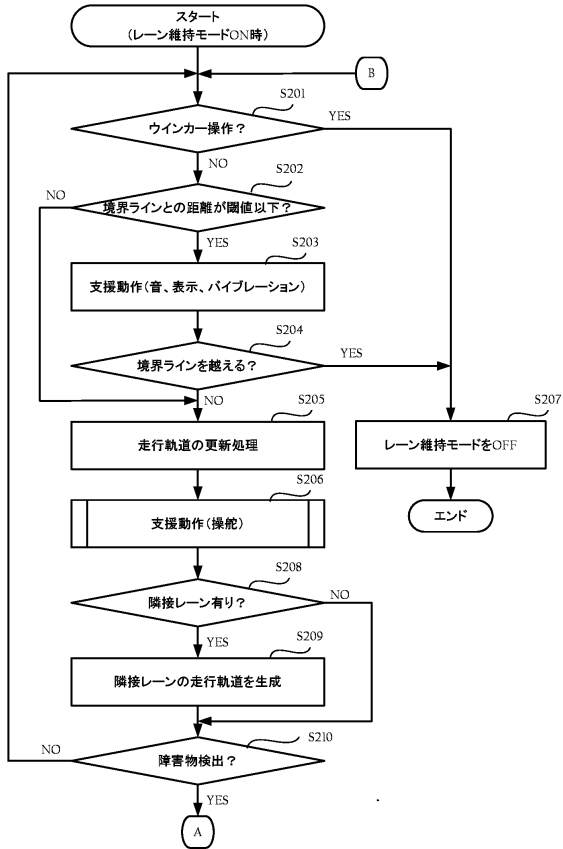 スタート
(レーン維持モードON時)
B
S201
ウインカー操作？
YES
NO
S202
NO
境界ラインとの距離が閾値以下？
YES
S203
支援動作(音、表示、バイブレーション)
S204
境界ラインを越える？
YES
NO
S205
走行軌道の更新処理
S207
レーン維持モードをOFF
S206
支援動作(操舵)
エンド
S208
隣接レーン有り？
NO
YES
S209
隣接レーンの走行軌道を生成
S210
NO
障害物検出？
YES
A